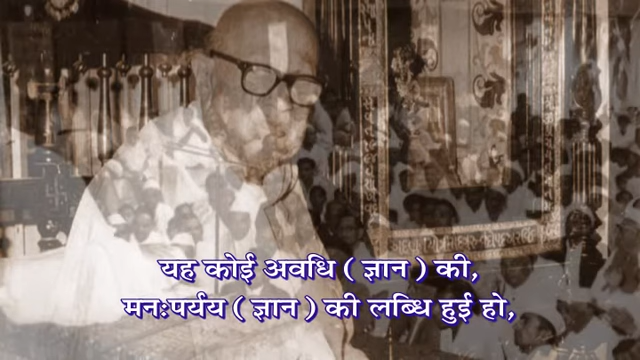 यह कोई अवधि ( ज्ञान ) की,
मनःपर्यय ( ज्ञान ) की लब्धि हुई हो,